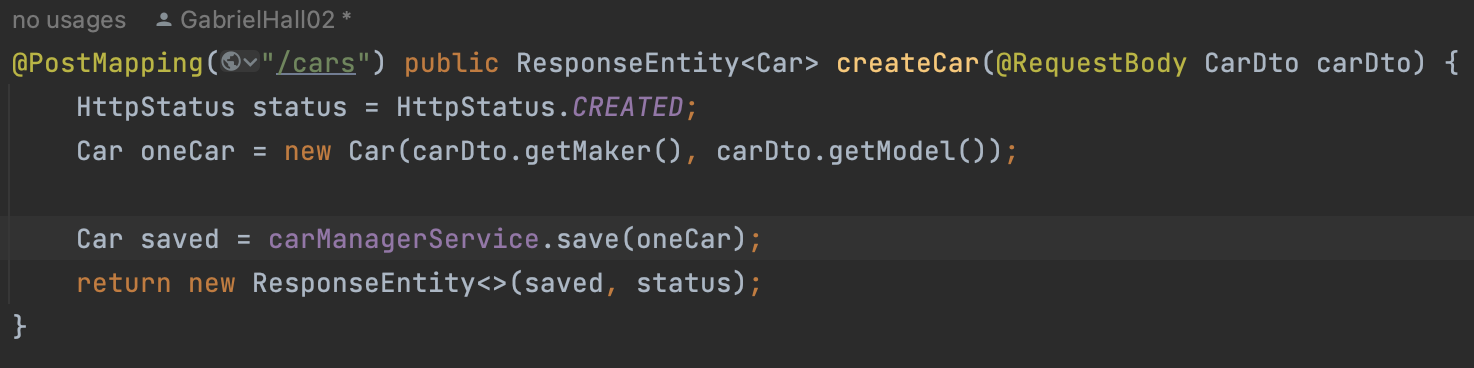 no usages GabrielHall02 *
@PostMapping("/cars") public ResponseEntity<Car> createCar(@RequestBody CarDto carDto) {
    HttpStatus status = HttpStatus.CREATED;
    Car oneCar = new Car(carDto.getMaker(), carDto.getModel());
    Car saved = carManagerService.save(oneCar);
    return new ResponseEntity<>(saved, status);
}